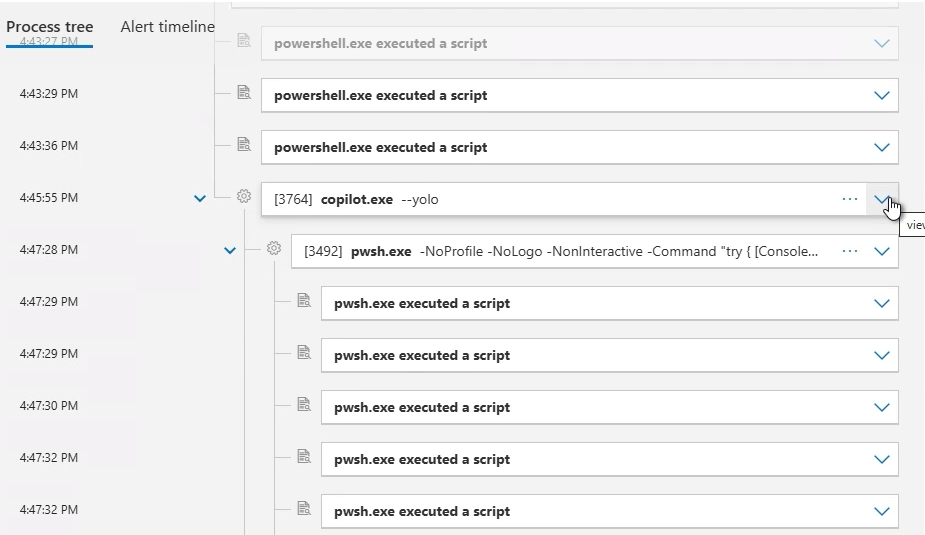 Process tree Alert timeline
4:43:27 PM powershell.exe executed a script
4:43:29 PM powershell.exe executed a script
4:43:36 PM powershell.exe executed a script
4:45:55 PM [3764] copilot.exe --yolo ...
view
4:47:28 PM [3492] pwsh.exe -NoProfile -NoLogo -NonInteractive -Command "try { [Console... ...
4:47:29 PM pwsh.exe executed a script
4:47:29 PM pwsh.exe executed a script
4:47:30 PM pwsh.exe executed a script
4:47:32 PM pwsh.exe executed a script
4:47:32 PM pwsh.exe executed a script